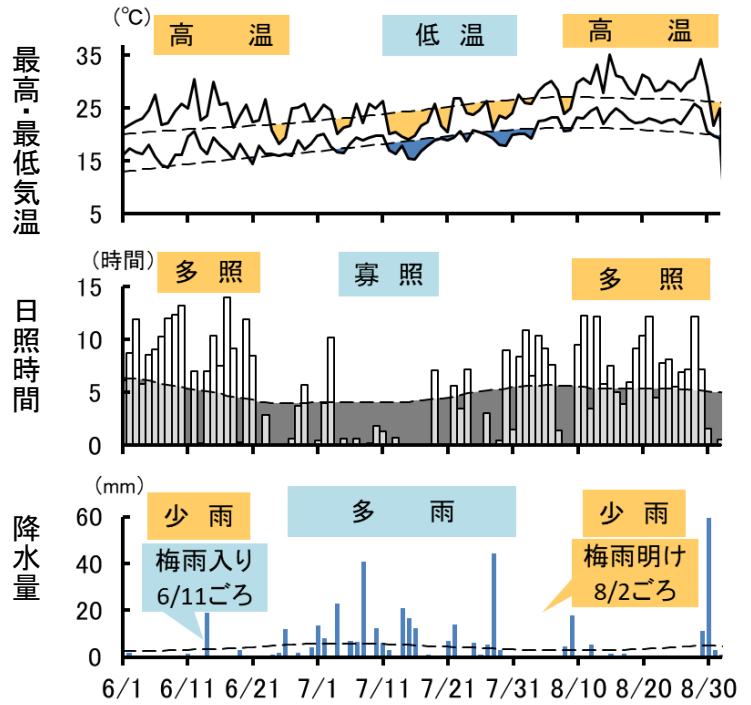 (℃)
高 温
低 温
高 温
最高・最低気温
35
25
15
5
(時間)
多 照
寡 照
多 照
日照時間
15
10
5
0
(mm)
少 雨
多 雨
少 雨
降水量
梅雨入り
6/11ごろ
梅雨明け
8/2ごろ
60
40
20
0
6/1 6/11 6/21 7/1 7/11 7/21 7/31 8/10 8/20 8/30